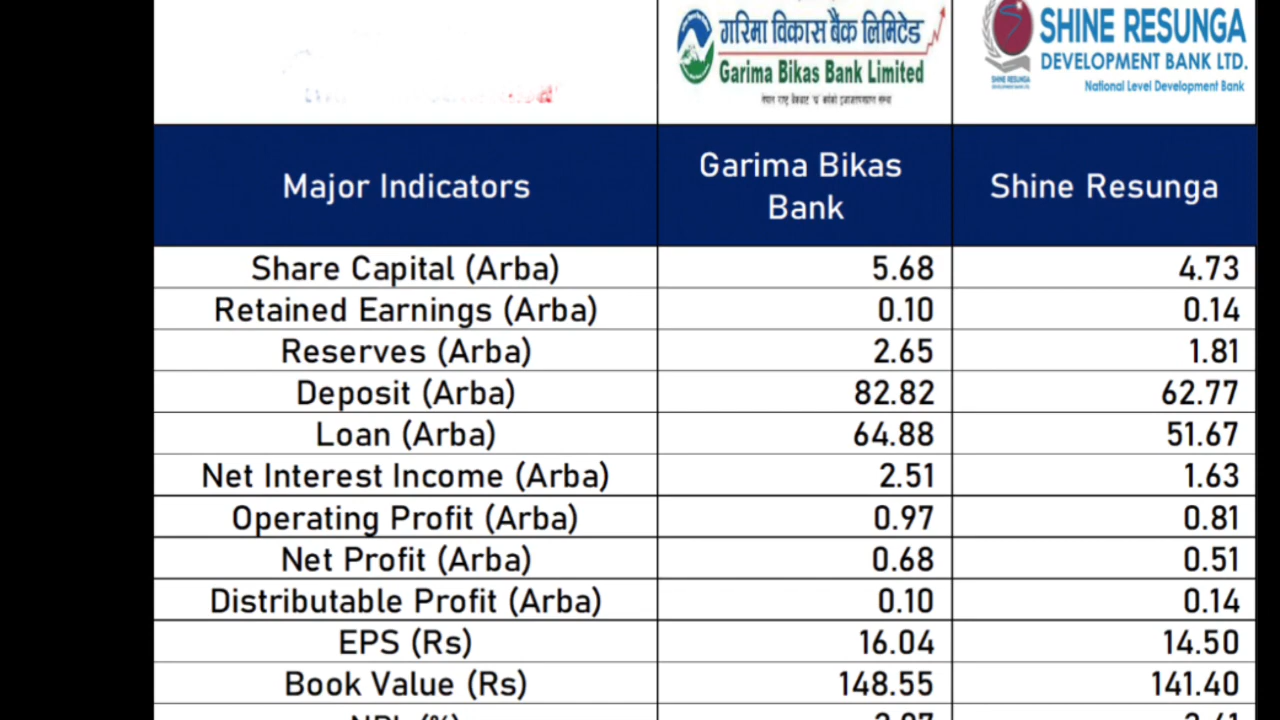 गरिमा विकास बैंक लिमिटेड
Garima Bikas Bank Limited
SHINE RESUNGA
DEVELOPMENT BANK LTD.
SHINE RESUNGA
National Level Development Bank
Major Indicators Garima Bikas Bank Shine Resunga
Share Capital (Arba) 5.68 4.73
Retained Earnings (Arba) 0.10 0.14
Reserves (Arba) 2.65 1.81
Deposit (Arba) 82.82 62.77
Loan (Arba) 64.88 51.67
Net Interest Income (Arba) 2.51 1.63
Operating Profit (Arba) 0.97 0.81
Net Profit (Arba) 0.68 0.51
Distributable Profit (Arba) 0.10 0.14
EPS (Rs) 16.04 14.50
Book Value (Rs) 148.55 141.40